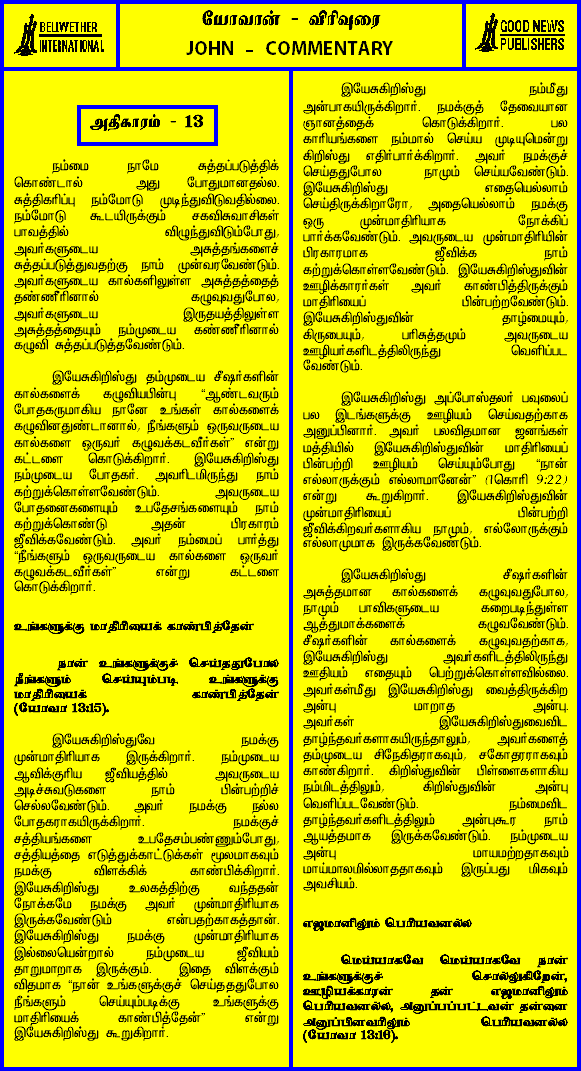 BELIWETHER
INTERNATIONAL
யோவான் - விரிவுரை
JOHN - COMMENTARY
GOOD NEWS
PUBLISHERS
அதிகாரம் - 13
நம்மை நாமே சுத்தப்படுத்திக்
கொண்டால் அது போதுமானதல்ல.
சுத்திகரிப்பு நம்மோடு முடிந்துவிடுவதில்லை.
நம்மோடு கூடயிருக்கும் சகவிசுவாசிகள்
பாவத்தில் விழுந்துவிடும்போது,
அவர்களுடைய அசுத்தங்களைச்
சுத்தப்படுத்துவதற்கு நாம் முன்வரவேண்டும்.
அவர்களுடைய கால்களிலுள்ள அசுத்தத்தைத்
தண்ணீரினால் கழுவுவதுபோல,
அவர்களுடைய இருதயத்திலுள்ள
அசுத்தத்தையும் நம்முடைய கண்ணீரினால்
கழுவி சுத்தப்படுத்தவேண்டும்.
இயேசுகிறிஸ்து தம்முடைய சீஷர்களின்
கால்களைக் கழுவியபின்பு “ஆண்டவரும்
போதகருமாகிய நானே உங்கள் கால்களைக்
கழுவினதுண்டானால், நீங்களும் ஒருவருடைய
கால்களை ஒருவர் கழுவக்கடவீர்கள்” என்று
கட்டளை கொடுக்கிறார். இயேசுகிறிஸ்து
நம்முடைய போதகர். அவரிடமிருந்து நாம்
கற்றுக்கொள்ளவேண்டும். அவருடைய
போதனைகளையும் உபதேசங்களையும் நாம்
கற்றுக்கொண்டு அதன் பிரகாரம்
ஜீவிக்கவேண்டும். அவர் நம்மைப் பார்த்து
“நீங்களும் ஒருவருடைய கால்களை ஒருவர்
கழுவக்கடவீர்கள்” என்று கட்டளை
கொடுக்கிறார்.
உங்களுக்கு மாதிரியைக் காண்பித்தேன்
நான் உங்களுக்குச் செய்ததுபோல
நீங்களும் செய்யும்படி, உங்களுக்கு
மாதிரியைக் காண்பித்தேன்
(யோவா 13:15).
இயேசுகிறிஸ்துவே நமக்கு
முன்மாதிரியாக இருக்கிறார். நம்முடைய
ஆவிக்குரிய ஜீவியத்தில் அவருடைய
அடிச்சுவடுகளை நாம் பின்பற்றிச்
செல்லவேண்டும். அவர் நமக்கு நல்ல
போதகராகயிருக்கிறார். நமக்குச்
சத்தியங்களை உபதேசம்பண்ணும்போது,
சத்தியத்தை எடுத்துக்காட்டுக்கள் மூலமாகவும்
நமக்கு விளக்கிக் காண்பிக்கிறார்.
இயேசுகிறிஸ்து உலகத்திற்கு வந்ததன்
நோக்கமே நமக்கு அவர் முன்மாதிரியாக
இருக்கவேண்டும் என்பதற்காகத்தான்.
இயேசுகிறிஸ்து நமக்கு முன்மாதிரியாக
இல்லையென்றால் நம்முடைய ஜீவியம்
தாறுமாறாக இருக்கும். இதை விளக்கும்
விதமாக “நான் உங்களுக்குச் செய்ததுபோல
நீங்களும் செய்யும்படிக்கு உங்களுக்கு
மாதிரியைக் காண்பித்தேன்” என்று
இயேசுகிறிஸ்து கூறுகிறார்.
இயேசுகிறிஸ்து நம்மீது
அன்பாகயிருக்கிறார். நமக்குத் தேவையான
ஞானத்தைக் கொடுக்கிறார். பல
காரியங்களை நம்மால் செய்ய முடியுமென்று
கிறிஸ்து எதிர்பார்க்கிறார். அவர் நமக்குச்
செய்ததுபோல நாமும் செய்யவேண்டும்.
இயேசுகிறிஸ்து எதையெல்லாம்
செய்திருக்கிறாரோ, அதையெல்லாம் நமக்கு
ஒரு முன்மாதிரியாக நோக்கிப்
பார்க்கவேண்டும். அவருடைய முன்மாதிரியின்
பிரகாரமாக ஜீவிக்க நாம்
கற்றுக்கொள்ளவேண்டும். இயேசுகிறிஸ்துவின்
ஊழிக்காரர்கள் அவர் காண்பித்திருக்கும்
மாதிரியைப் பின்பற்றவேண்டும்.
இயேசுகிறிஸ்துவின் தாழ்மையும்,
கிருபையும், பரிசுத்தமும் அவருடைய
ஊழியர்களிடத்திலிருந்து வெளிப்பட
வேண்டும்.
இயேசுகிறிஸ்து அப்போஸ்தலர் பவுலைப்
பல இடங்களுக்கு ஊழியம் செய்வதற்காக
அனுப்பினார். அவர் பலவிதமான ஜனங்கள்
மத்தியில் இயேசுகிறிஸ்துவின் மாதிரியைப்
பின்பற்றி ஊழியம் செய்யும்போது “நான்
எல்லாருக்கும் எல்லாமானேன்” (1கொரி 9:22)
என்று கூறுகிறார். இயேசுகிறிஸ்துவின்
முன்மாதிரியைப் பின்பற்றி
ஜீவிக்கிறவர்களாகிய நாமும், எல்லோருக்கும்
எல்லாமுமாக இருக்கவேண்டும்.
இயேசுகிறிஸ்து சீஷர்களின்
அசுத்தமான கால்களைக் கழுவுவதுபோல,
நாமும் பாவிகளுடைய கறைபடிந்துள்ள
ஆத்துமாக்களைக் கழுவவேண்டும்.
சீஷர்களின் கால்களைக் கழுவுவதற்காக,
இயேசுகிறிஸ்து அவர்களிடத்திலிருந்து
ஊதியம் எதையும் பெற்றுக்கொள்ளவில்லை.
அவர்கள்மீது இயேசுகிறிஸ்து வைத்திருக்கிற
அன்பு மாறாத அன்பு.
அவர்கள் இயேசுகிறிஸ்துவைவிட
தாழ்ந்தவர்களாகயிருந்தாலும், அவர்களைத்
தம்முடைய சிநேகிதராகவும், சகோதரராகவும்
காண்கிறார். கிறிஸ்துவின் பிள்ளைகளாகிய
நம்மிடத்திலும், கிறிஸ்துவின் அன்பு
வெளிப்படவேண்டும். நம்மைவிட
தாழ்ந்தவர்களிடத்திலும் அன்புகூர நாம்
ஆயத்தமாக இருக்கவேண்டும். நம்முடைய
அன்பு மாயமற்றதாகவும்
மாய்மாலமில்லாததாகவும் இருப்பது மிகவும்
அவசியம்.
எஜமானிலும் பெரியவனல்ல
மெய்யாகவே மெய்யாகவே நான்
உங்களுக்குச் சொல்லுகிறேன்,
ஊழியக்காரன் தன் எஜமானிலும்
பெரியவனல்ல, அனுப்பப்பட்டவன் தன்னை
அனுப்பினவரிலும் பெரியவனல்ல
(யோவா 13:16).